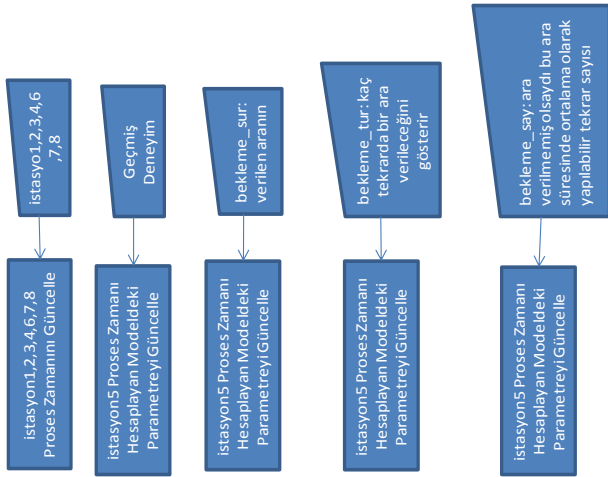 istasyo1,2,3,4,6
,7,8
istasyon1,2,3,4,6,7,8
Proses Zamanını Güncelle
Geçmiş
Deneyim
istasyon5 Proses Zamanı
Hesaplayan Modeldeki
Parametreyi Güncelle
bekleme_sur:
verilen aranın
istasyon5 Proses Zamanı
Hesaplayan Modeldeki
Parametreyi Güncelle
bekleme_tur: kaç
tekrarda bir ara
verileceğini
gösterir
istasyon5 Proses Zamanı
Hesaplayan Modeldeki
Parametreyi Güncelle
bekleme_say: ara
verilmemiş olsaydı bu ara
süresinde ortalama olarak
yapılabilir tekrar sayısı
istasyon5 Proses Zamanı
Hesaplayan Modeldeki
Parametreyi Güncelle